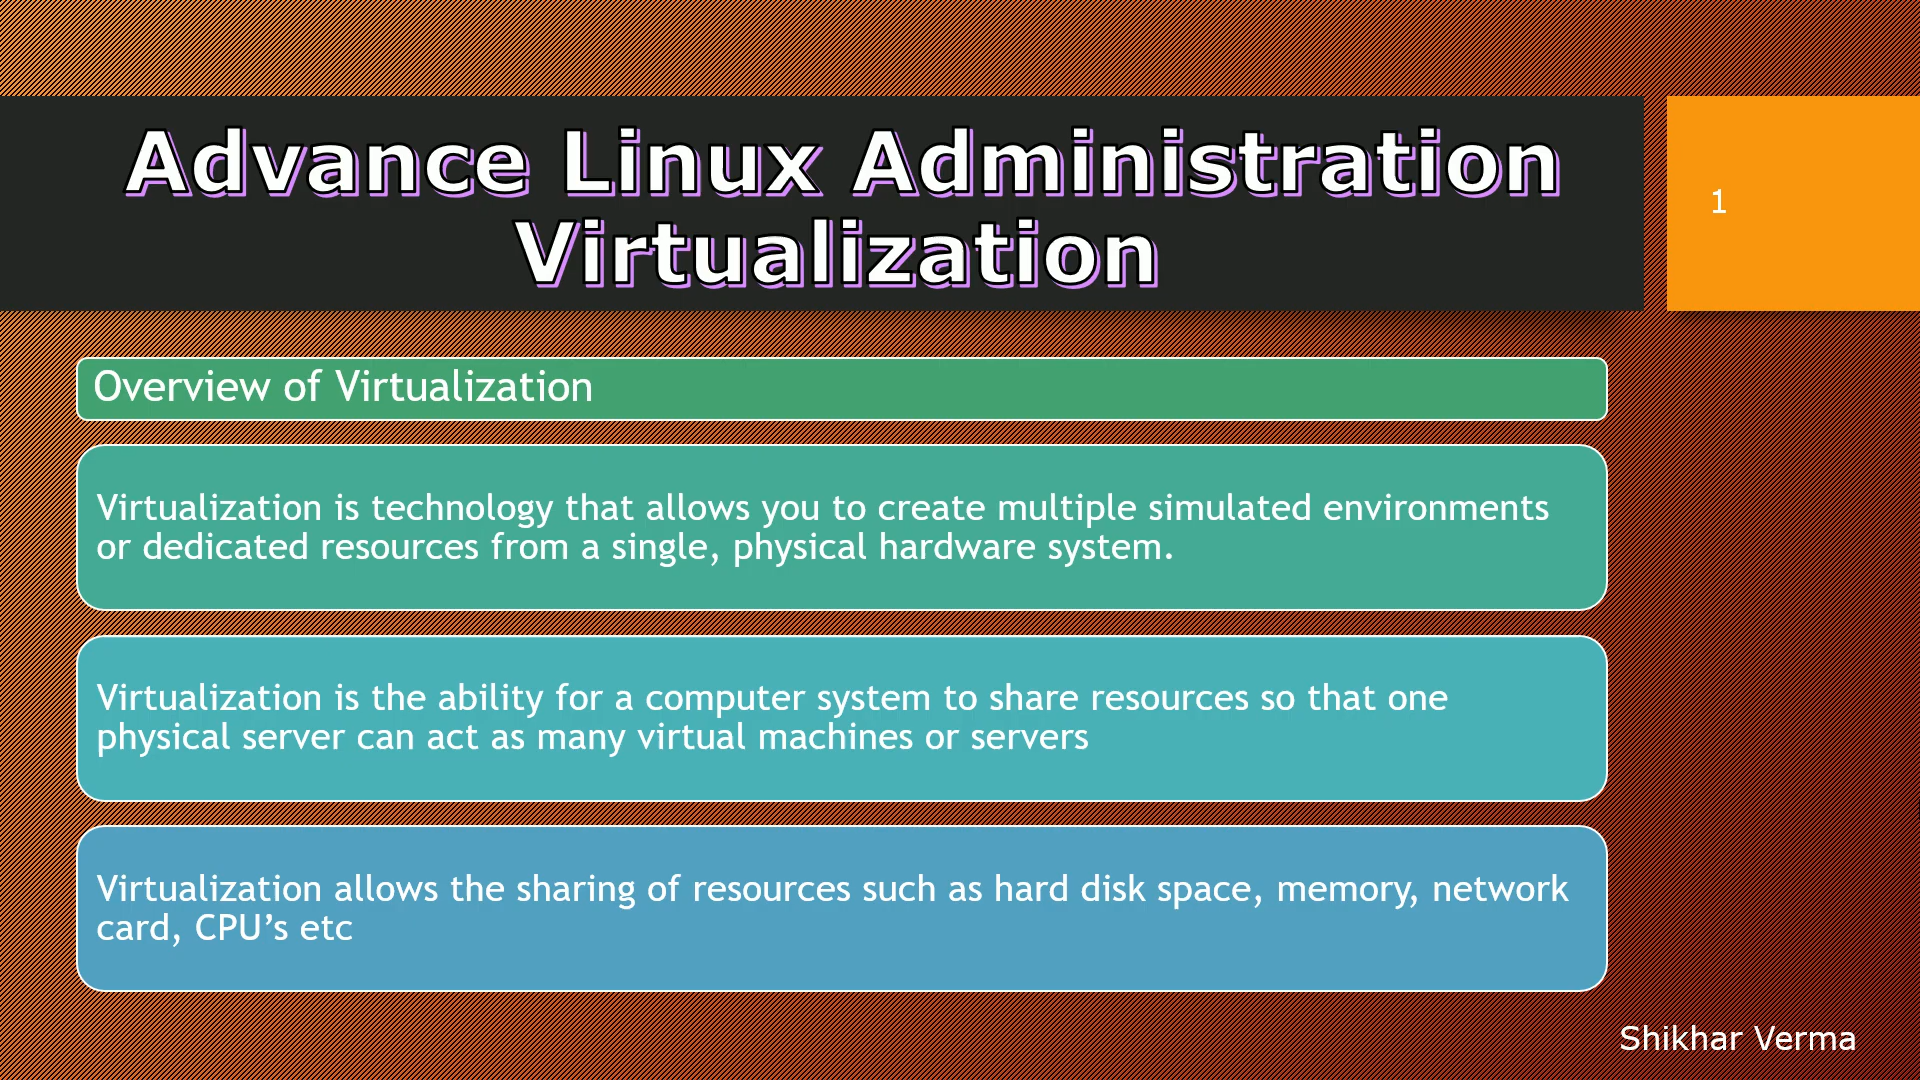 Advance Linux Administration
Virtualization
1
Overview of Virtualization
Virtualization is technology that allows you to create multiple simulated environments
or dedicated resources from a single, physical hardware system.
Virtualization is the ability for a computer system to share resources so that one
physical server can act as many virtual machines or servers
Virtualization allows the sharing of resources such as hard disk space, memory, network
card, CPU’s etc
Shikhar Verma